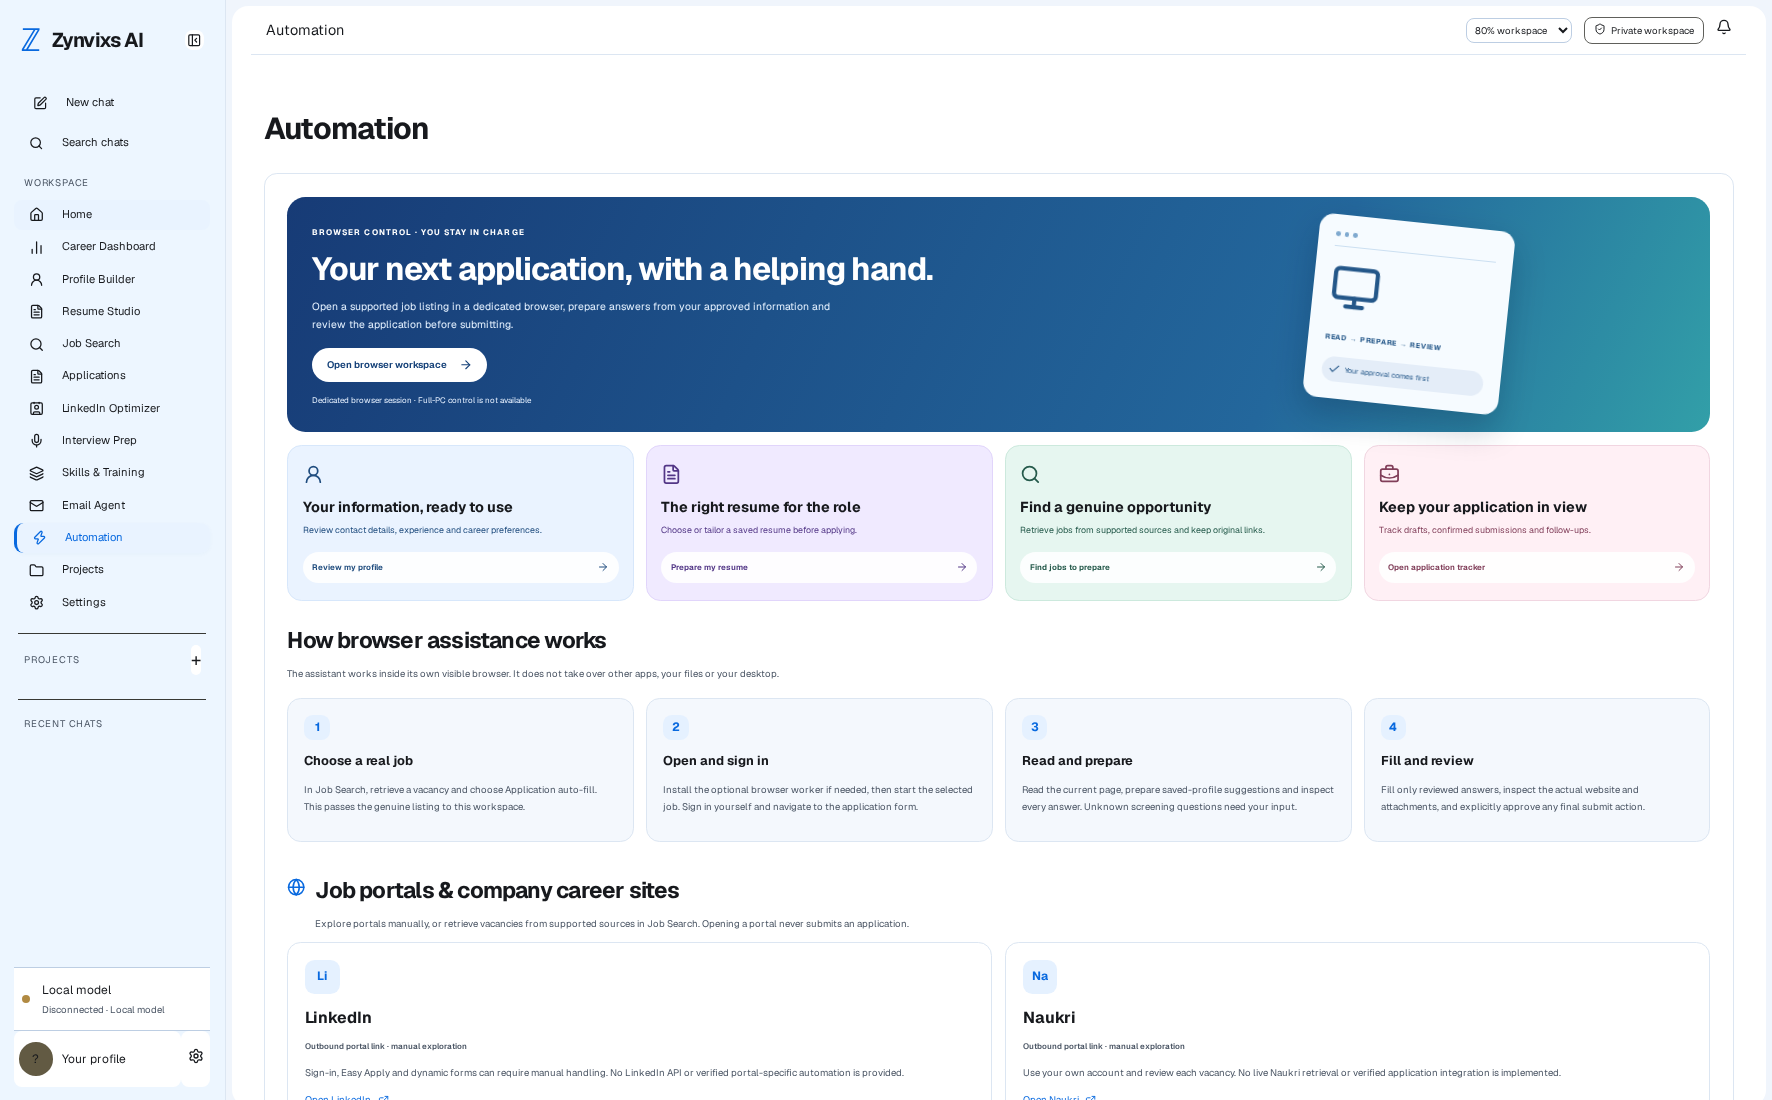 Zynvixs AI
New chat
Search chats
WORKSPACE
Home
Career Dashboard
Profile Builder
Resume Studio
Job Search
Applications
LinkedIn Optimizer
Interview Prep
Skills & Training
Email Agent
Automation
Projects
Settings
PROJECTS
+
RECENT CHATS
Local model
Disconnected · Local model
?
Your profile
Automation
80% workspace
Private workspace
Automation
BROWSER CONTROL · YOU STAY IN CHARGE
Your next application, with a helping hand.
Open a supported job listing in a dedicated browser, prepare answers from your approved information and
review the application before submitting.
Open browser workspace
Dedicated browser session · Full-PC control is not available
READ → PREPARE → REVIEW
Your approval comes first
Your information, ready to use
Review contact details, experience and career preferences.
Review my profile
The right resume for the role
Choose or tailor a saved resume before applying.
Prepare my resume
Find a genuine opportunity
Retrieve jobs from supported sources and keep original links.
Find jobs to prepare
Keep your application in view
Track drafts, confirmed submissions and follow-ups.
Open application tracker
How browser assistance works
The assistant works inside its own visible browser. It does not take over other apps, your files or your desktop.
1
Choose a real job
In Job Search, retrieve a vacancy and choose Application auto-fill.
This passes the genuine listing to this workspace.
2
Open and sign in
Install the optional browser worker if needed, then start the selected
job. Sign in yourself and navigate to the application form.
3
Read and prepare
Read the current page, prepare saved-profile suggestions and inspect
every answer. Unknown screening questions need your input.
4
Fill and review
Fill only reviewed answers, inspect the actual website and
attachments, and explicitly approve any final submit action.
Job portals & company career sites
Explore portals manually, or retrieve vacancies from supported sources in Job Search. Opening a portal never submits an application.
Li
LinkedIn
Outbound portal link · manual exploration
Sign-in, Easy Apply and dynamic forms can require manual handling. No LinkedIn API or verified portal-specific automation is provided.
Open LinkedIn
Na
Naukri
Outbound portal link · manual exploration
Use your own account and review each vacancy. No live Naukri retrieval or verified application integration is implemented.
Open Naukri